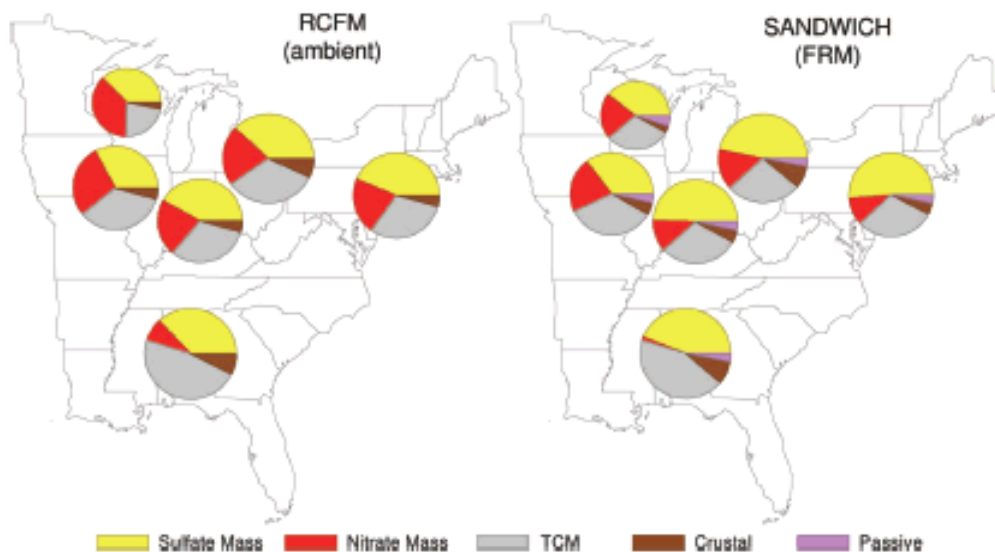 RCFM
(ambient)
SANDWICH
(FRM)
Sulfate Mass
Nitrate Mass
TCM
Crustal
Passive